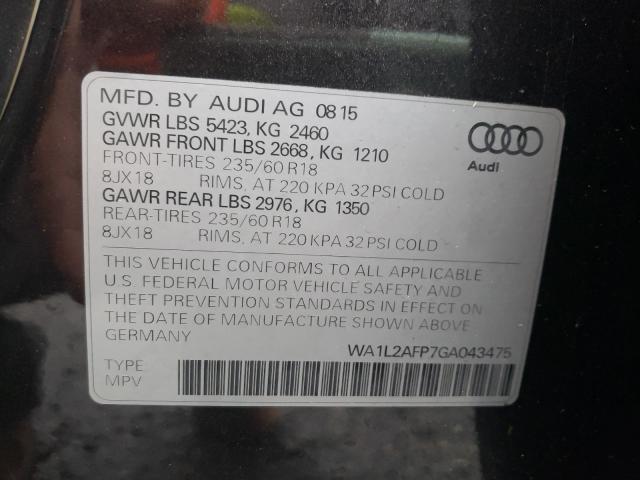 MFD. BY AUDI AG 08 15
GVWR LBS 5423, KG 2460
GAWR FRONT LBS 2668, KG 1210
FRONT-TIRES 235/60 R18
8JX18 RIMS, AT 220 KPA 32 PSI COLD
GAWR REAR LBS 2976, KG 1350
REAR-TIRES 235/60 R18
8JX18 RIMS, AT 220 KPA 32 PSI COLD
Audi
THIS VEHICLE CONFORMS TO ALL APPLICABLE
U.S. FEDERAL MOTOR VEHICLE SAFETY AND
THEFT PREVENTION STANDARDS IN EFFECT ON
THE DATE OF MANUFACTURE SHOWN ABOVE
GERMANY
WA1L2AFP7GA043475
TYPE:
MPV